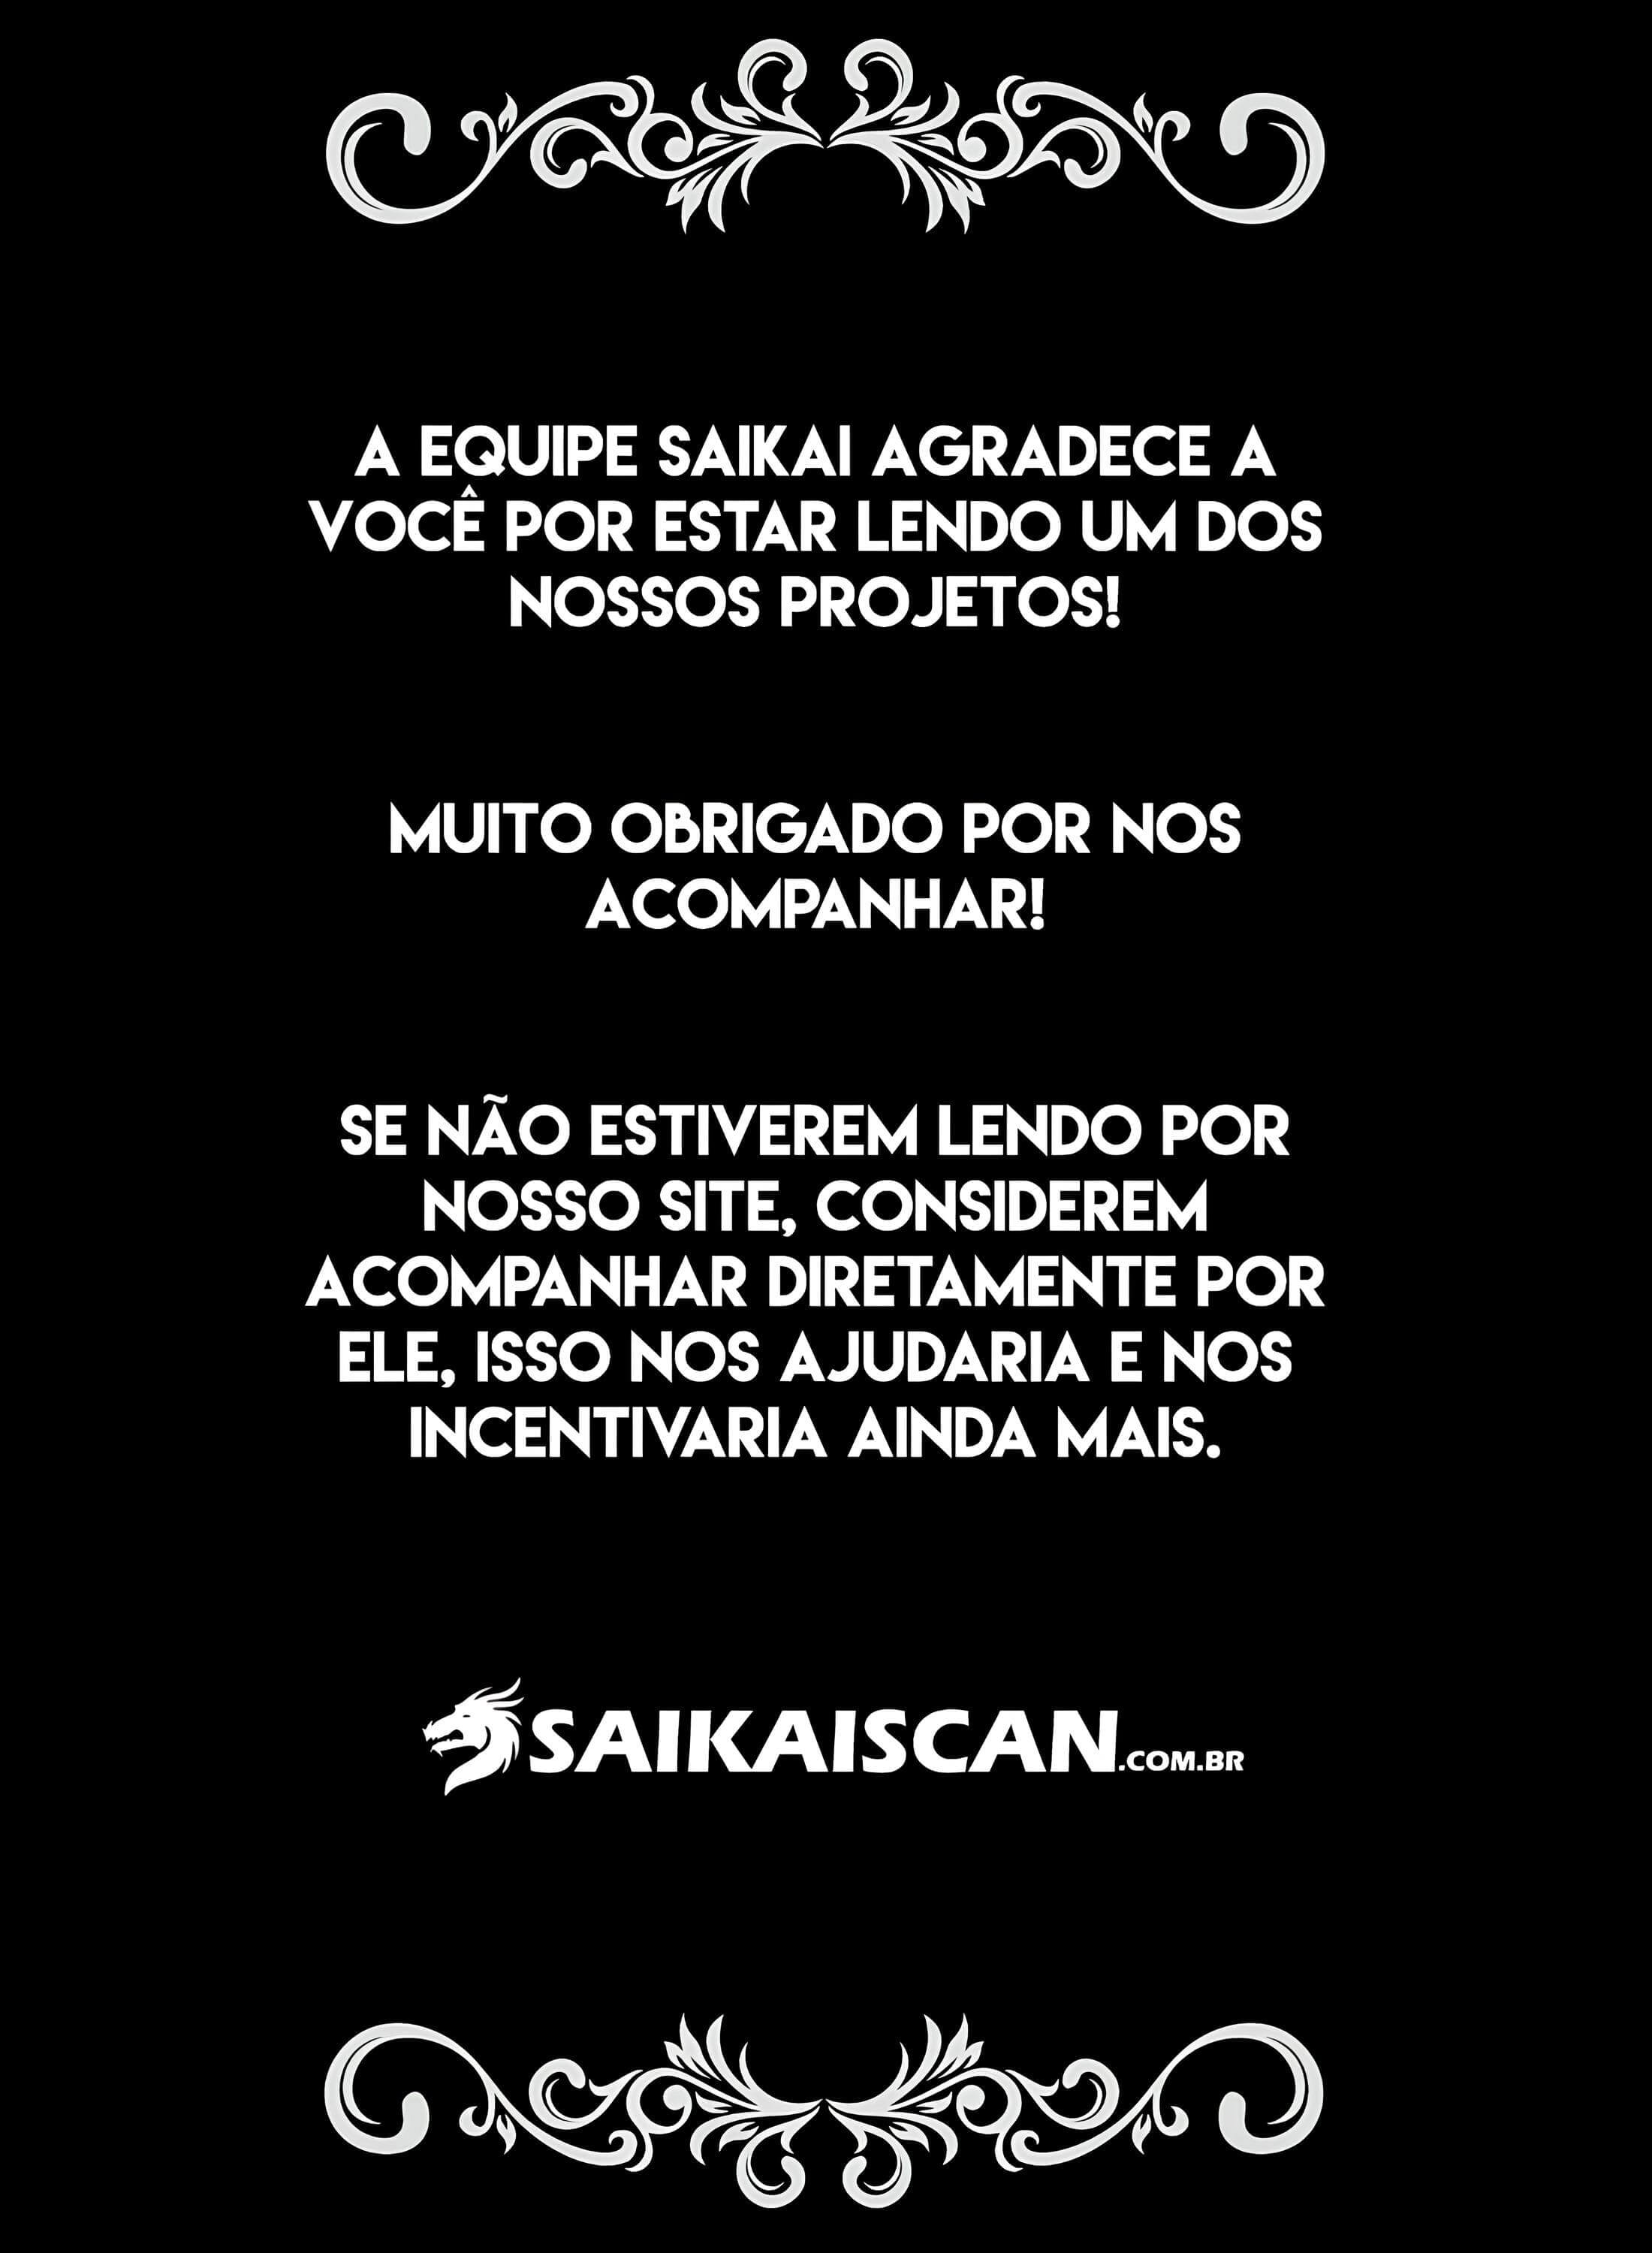 A EQUIPE SAIKAI AGRADECE A
VOCÊ POR ESTAR LENDO UM DOS
NOSSOS PROJETOS!
MUITO OBRIGADO POR NOS
ACOMPANHAR!
SE NÃO ESTIVEREM LENDO POR
NOSSO SITE, CONSIDEREM
ACOMPANHAR DIRETAMENTE POR
ELE, ISSO NOS AJUDARIA E NOS
INCENTIVARIA AINDA MAIS.
SAIKAISCAN.COM.BR